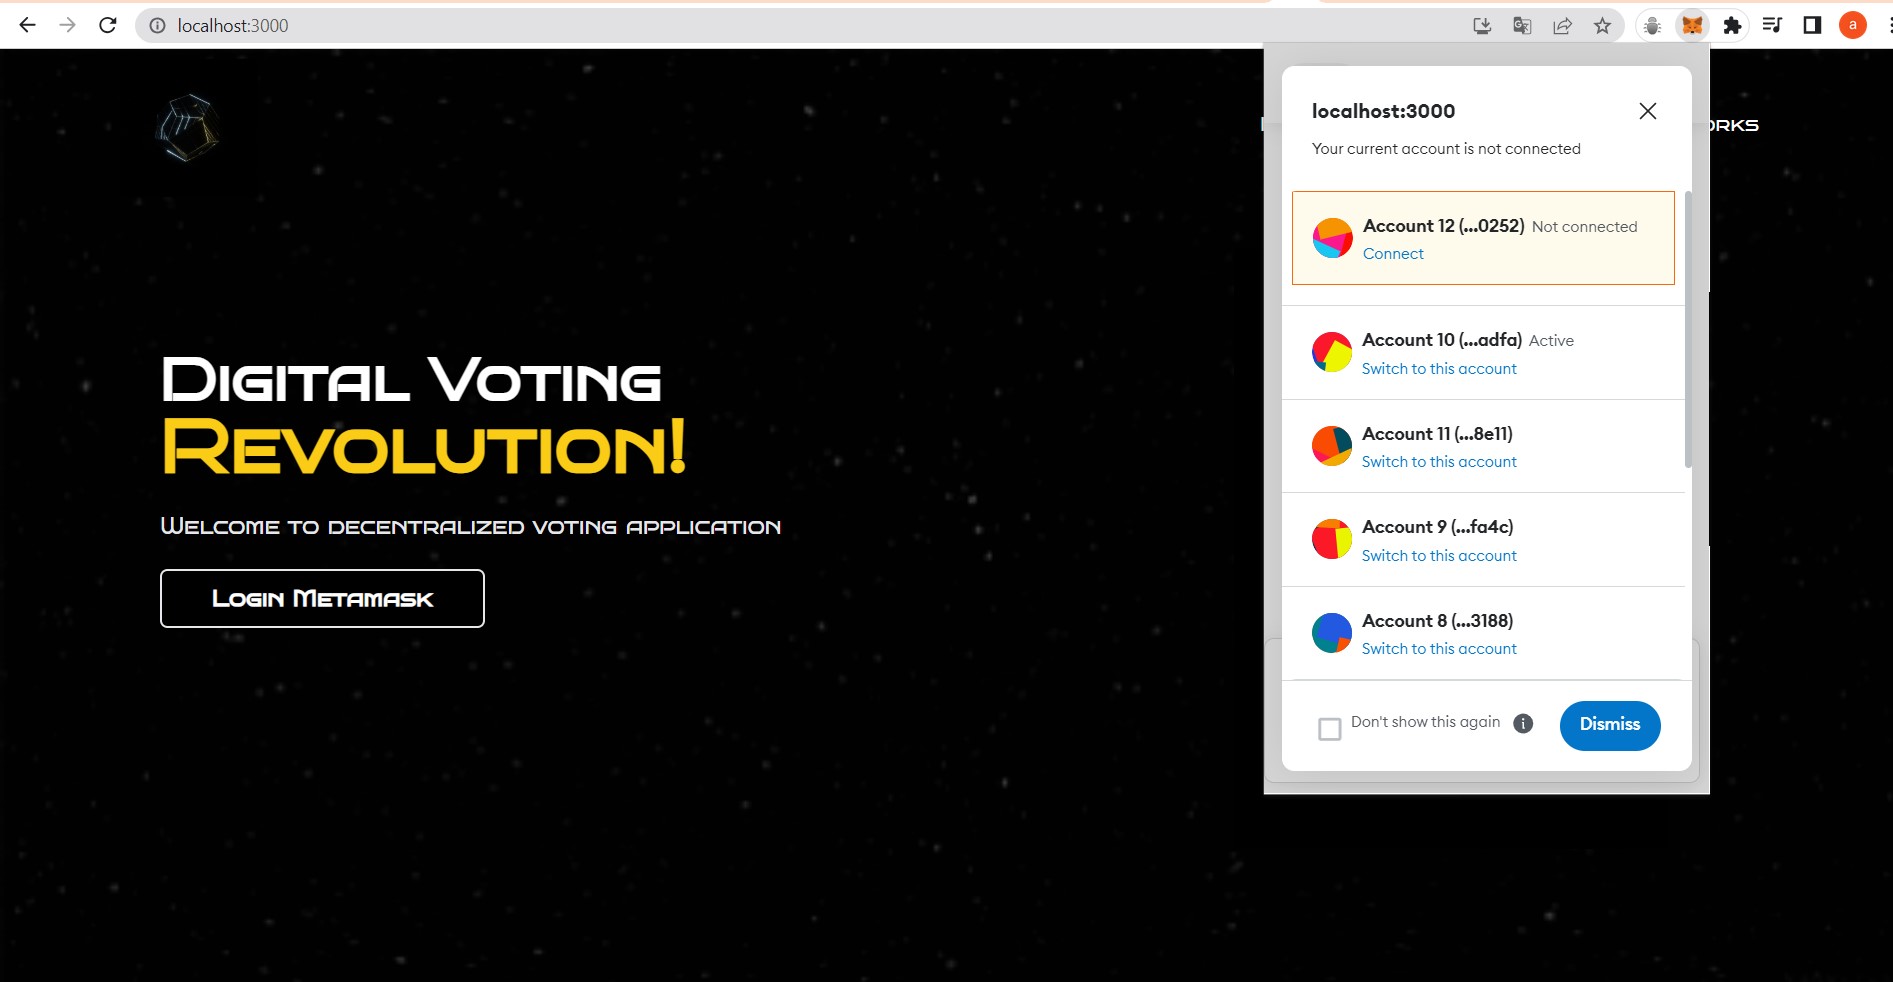 localhost:3000
a
Digital Voting
Revolution!
Welcome to decentralized voting application
Login Metamask
localhost:3000
Your current account is not connected
Account 12 (...0252) Not connected
Connect
Account 10 (...adfa) Active
Switch to this account
Account 11 (...8e11)
Switch to this account
Account 9 (...fa4c)
Switch to this account
Account 8 (...3188)
Switch to this account
Don't show this again
Dismiss